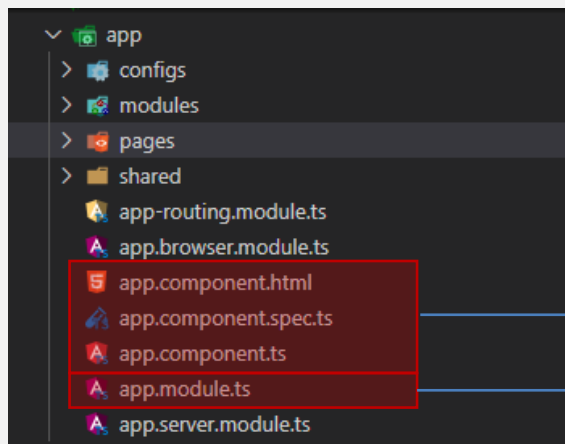 app
configs
modules
pages
shared
app-routing.module.ts
app.browser.module.ts
app.component.html
app.component.spec.ts
app.component.ts
app.module.ts
app.server.module.ts